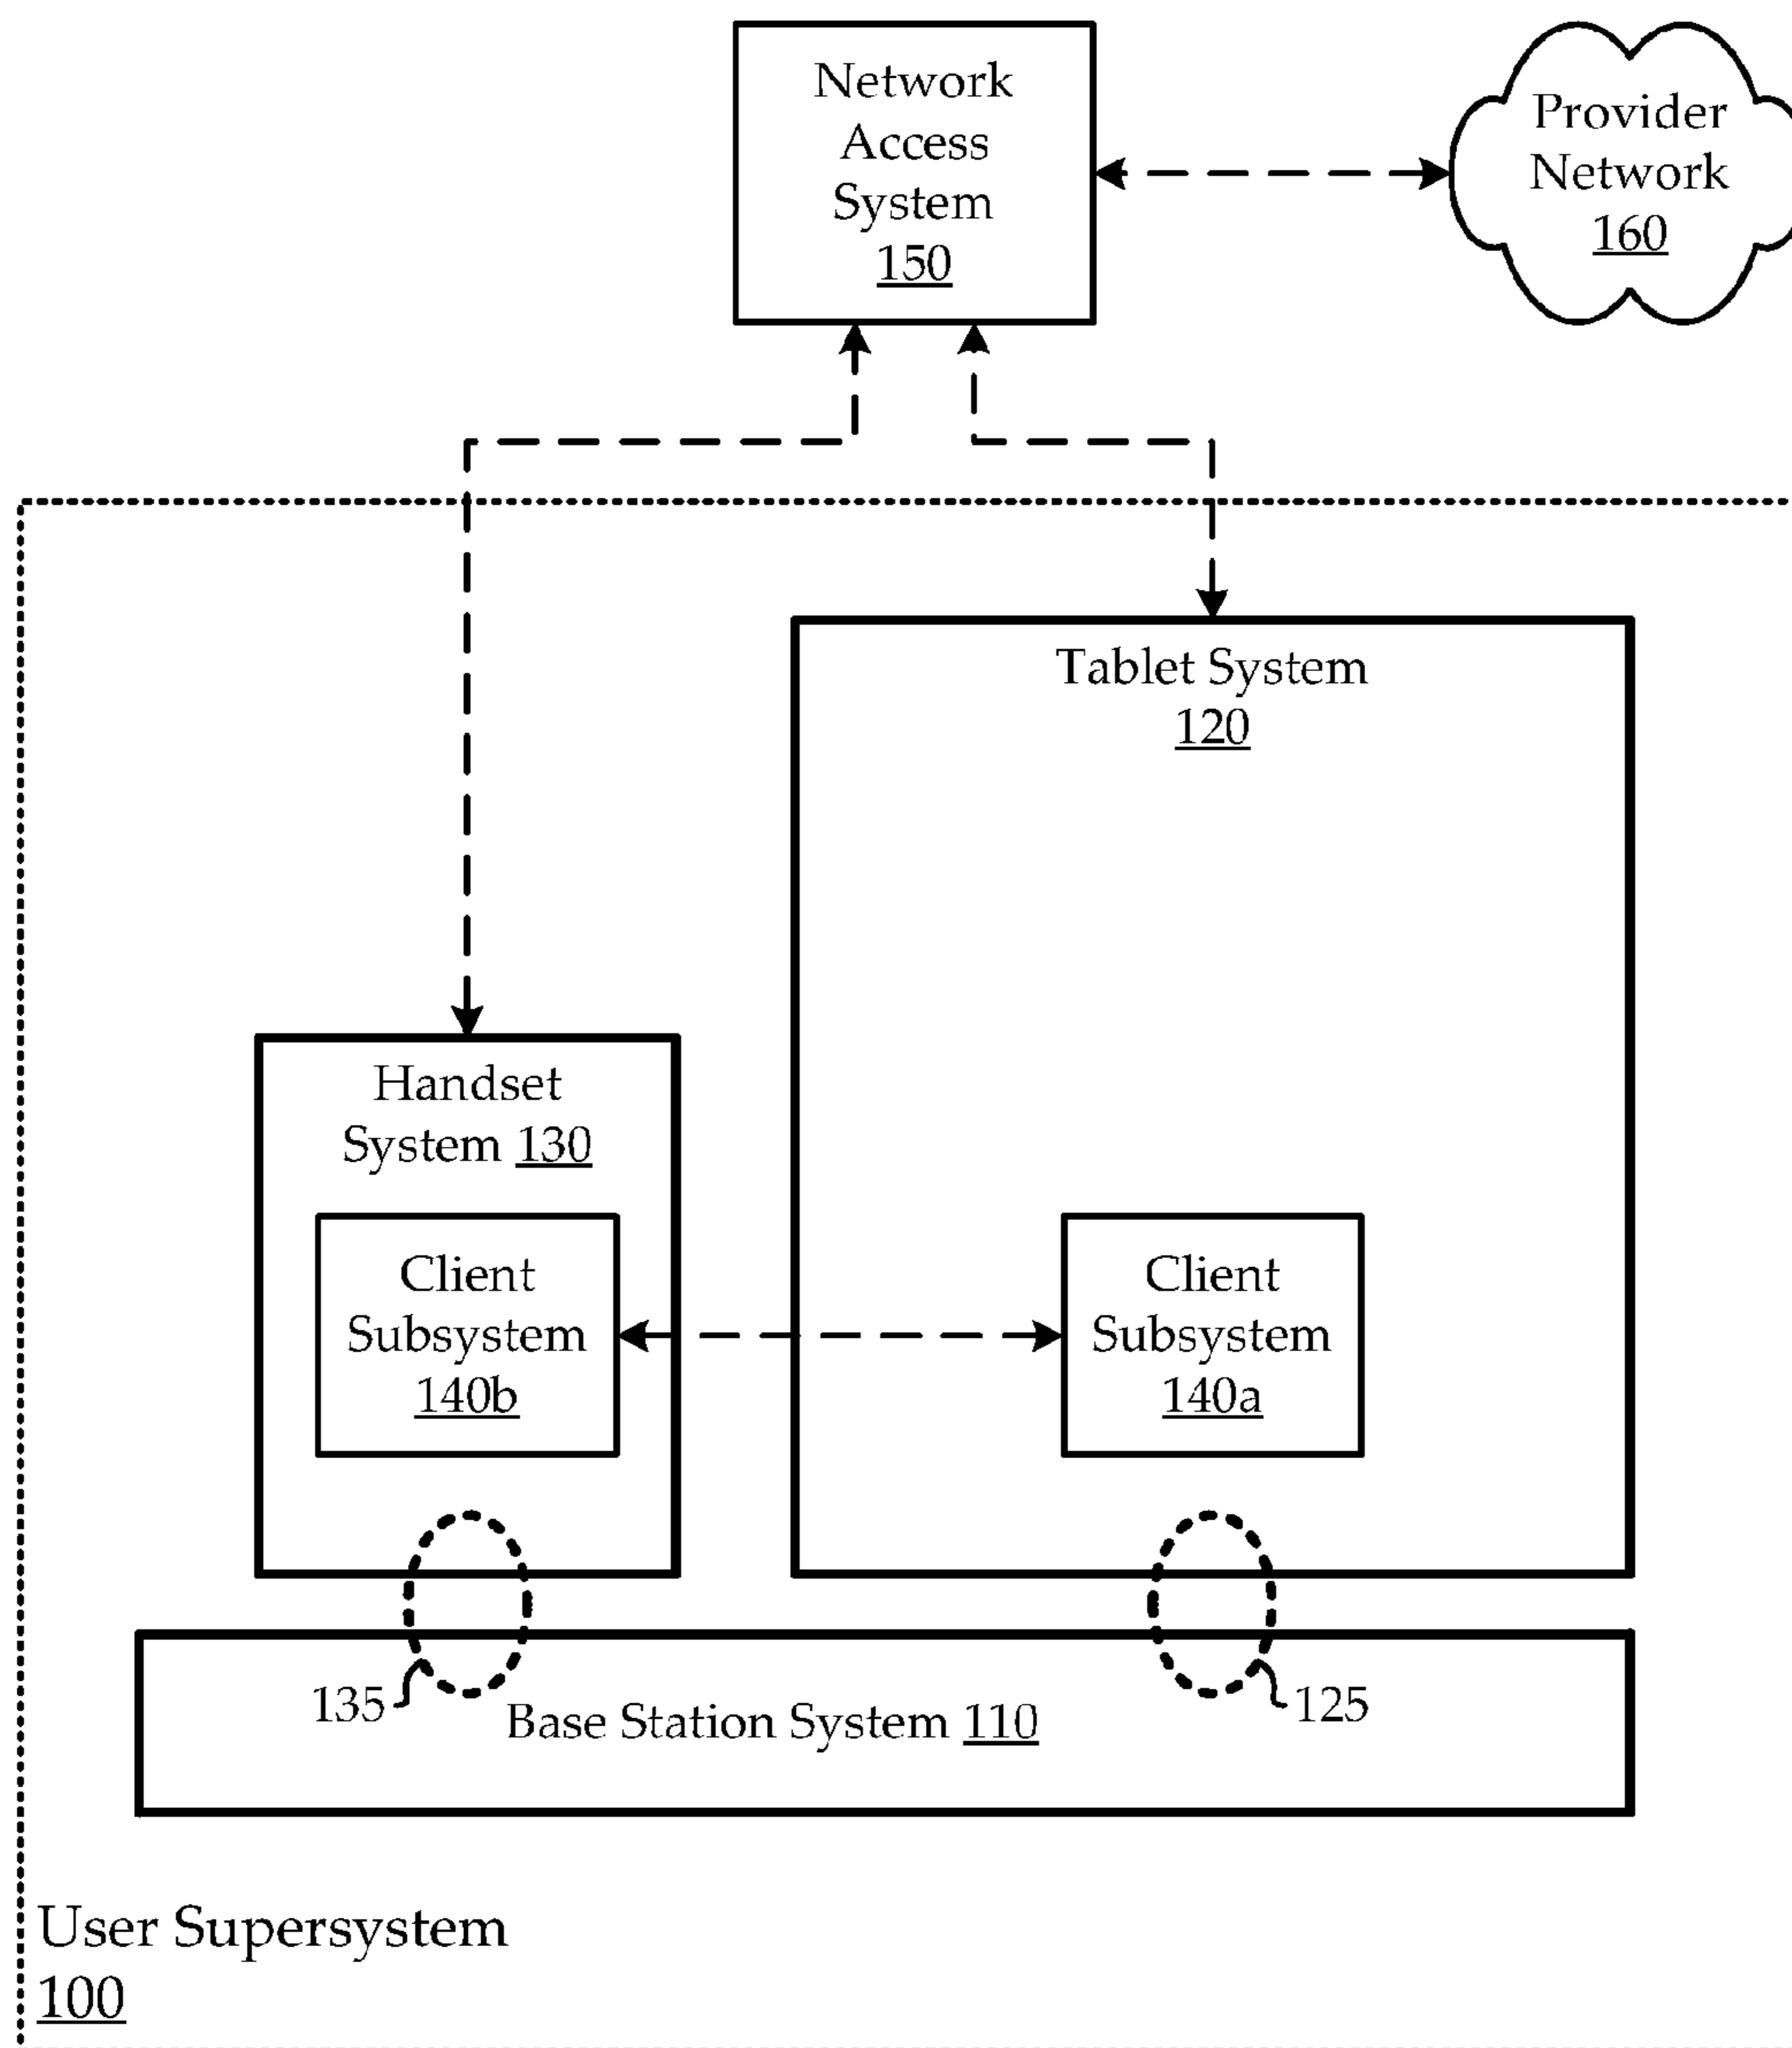 Network
Access
System
150
Provider
Network
160
Tablet System
120
Handset
System 130
Client
Subsystem
140b
Client
Subsystem
140a
135
125
Base Station System 110
User Supersystem
100